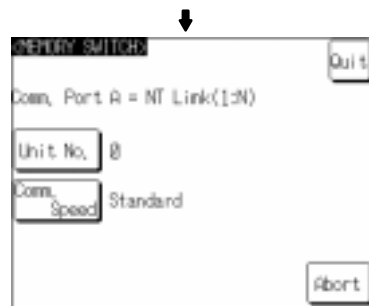 <MEMORY SWITCH>
Quit
Comm. Port A = NT Link(1:N)
Unit No. 0
Comm.
Speed Standard
Abort